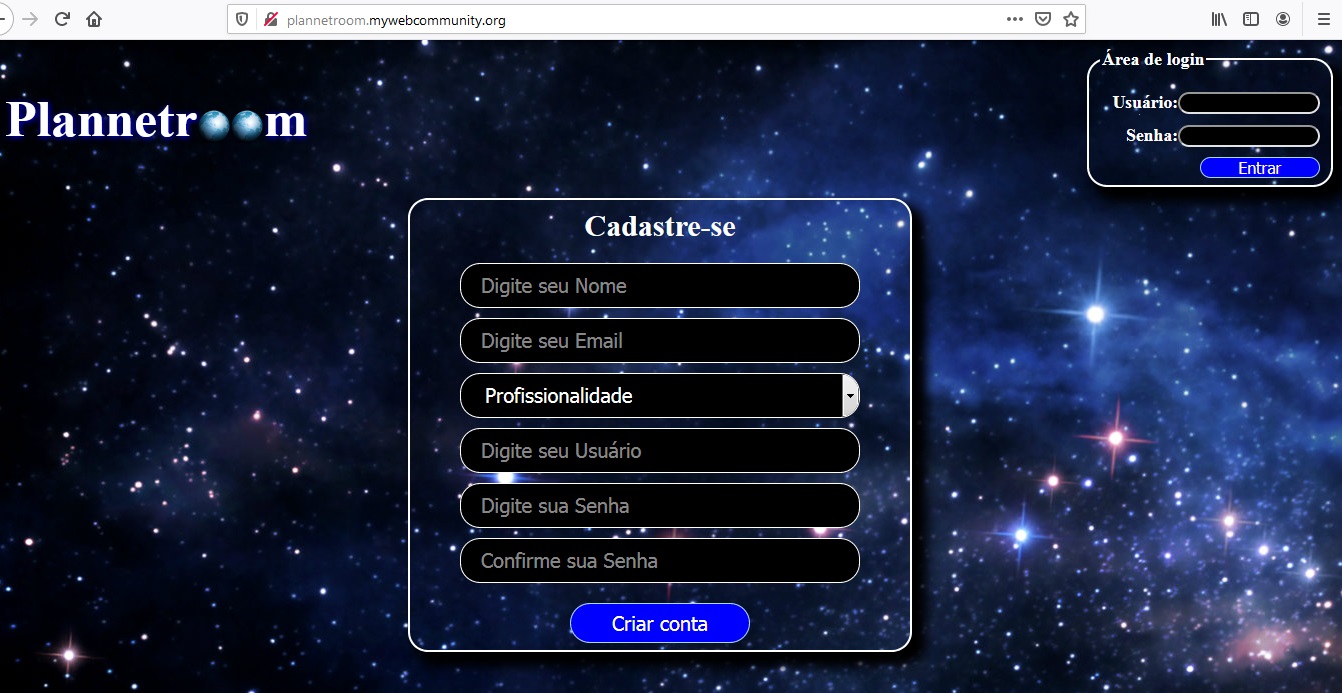 plannetroom.mywebcommunity.org
Área de login
Usuário:
Senha:
Entrar
Plannetroom
Cadastre-se
Digite seu Nome
Digite seu Email
Profissionalidade
Digite seu Usuário
Digite sua Senha
Confirme sua Senha
Criar conta